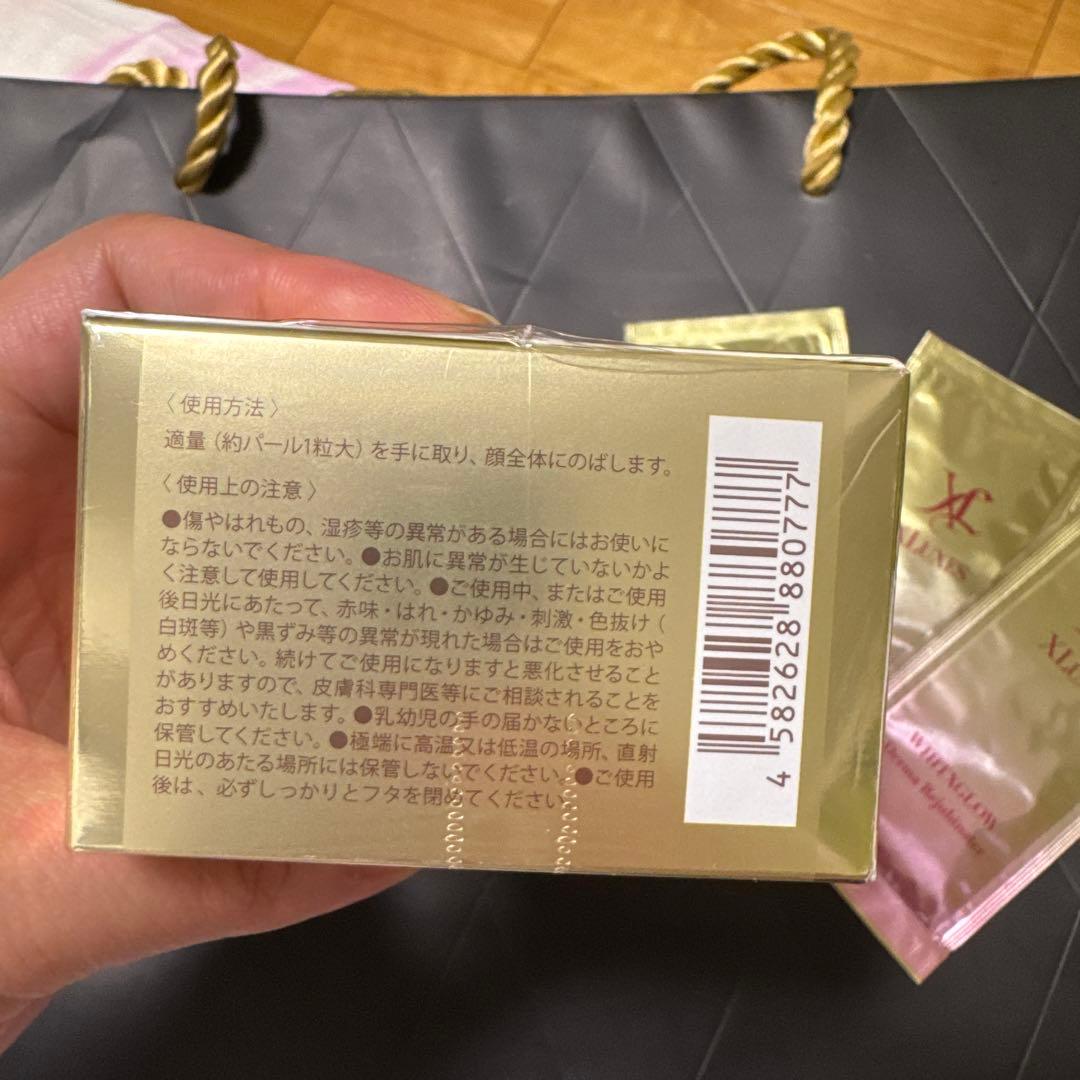 〈 使用方法 〉
適量（約パール1粒大）を手に取り、顔全体にのばします。
〈 使用上の注意 〉
●傷やはれもの、湿疹等の異常がある場合にはお使いに
ならないでください。●お肌に異常が生じていないかよ
く注意して使用してください。●ご使用中、またはご使用
後日光にあたって、赤味・はれ・かゆみ・刺激・色抜け（
白斑等）や黒ずみ等の異常が現れた場合はご使用をおや
めください。続けてご使用になりますと悪化させること
がありますので、皮膚科専門医等にご相談されることを
おすすめいたします。●乳幼児の手の届かないところに
保管してください。●極端に高温又は低温の場所、直射
日光のあたる場所には保管しないでください。●ご使用
後は、必ずしっかりとフタを閉めてください。
4 582628 880777